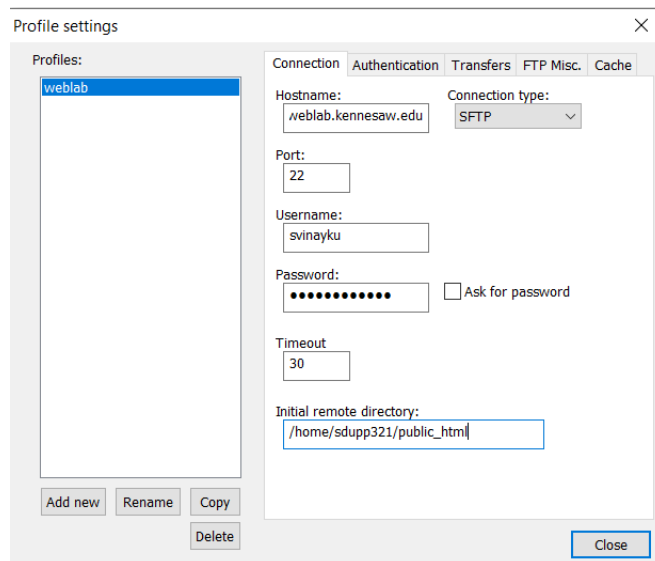 Profile settings
Profiles:
weblab
Add new Rename Copy
Delete
Connection Authentication Transfers FTP Misc. Cache
Hostname: Connection type:
weblab.kennesaw.edu SFTP
Port:
22
Username:
svinayku
Password:
●●●●●●●●●●●● Ask for password
Timeout
30
Initial remote directory:
/home/sdupp321/public_html
Close